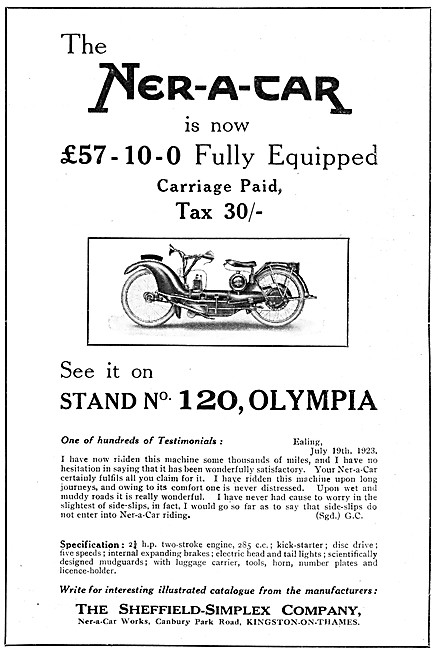 The
NER-A-CAR
is now
£57-10-0 Fully Equipped
Carriage Paid,
Tax 30/-
See it on
STAND No. 120, OLYMPIA
One of hundreds of Testimonials :
Ealing,
July 19th, 1923.
I have now ridden this machine some thousands of miles, and I have no
hesitation in saying that it has been wonderfully satisfactory. Your Ner-a-Car
certainly fulfils all you claim for it. I have ridden this machine upon long
journeys, and owing to its comfort one is never distressed. Upon wet and
muddy roads it is really wonderful. I have never had cause to worry in the
slightest of side-slips, in fact, I would go so far as to say that side-slips do
not enter into Ner-a-Car riding. (Sgd.) G.C.
Specification : 2¾ h.p. two-stroke engine, 285 c.c.; kick-starter; disc drive;
five speeds; internal expanding brakes; electric head and tail lights; scientifically
designed mudguards; with luggage carrier, tools, horn, number plates and
licence-holder.
Write for interesting illustrated catalogue from the manufacturers:
THE SHEFFIELD-SIMPLEX COMPANY,
Ner-a-Car Works, Canbury Park Road, KINGSTON-ON-THAMES.